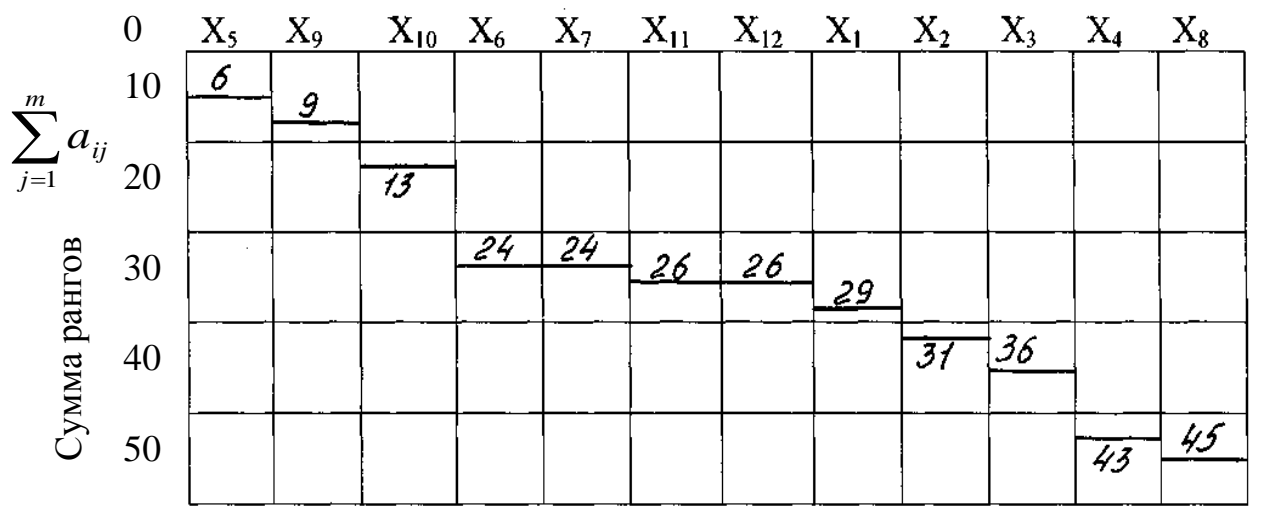 0 X₅ X₉ X₁₀ X₆ X₇ X₁₁ X₁₂ X₁ X₂ X₃ X₄ X₈
10 6 9
m
∑ aᵢⱼ
j=1
20 13
30 24 24 26 26 29
40 31 36
50 43 45
Сумма рангов